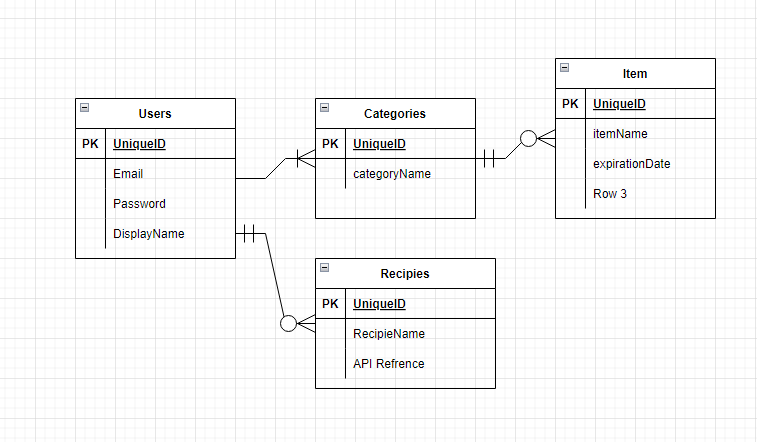 Users
PK UniqueID
Email
Password
DisplayName
Categories
PK UniqueID
categoryName
Item
PK UniqueID
itemName
expirationDate
Row 3
Recipies
PK UniqueID
RecipieName
API Refrence